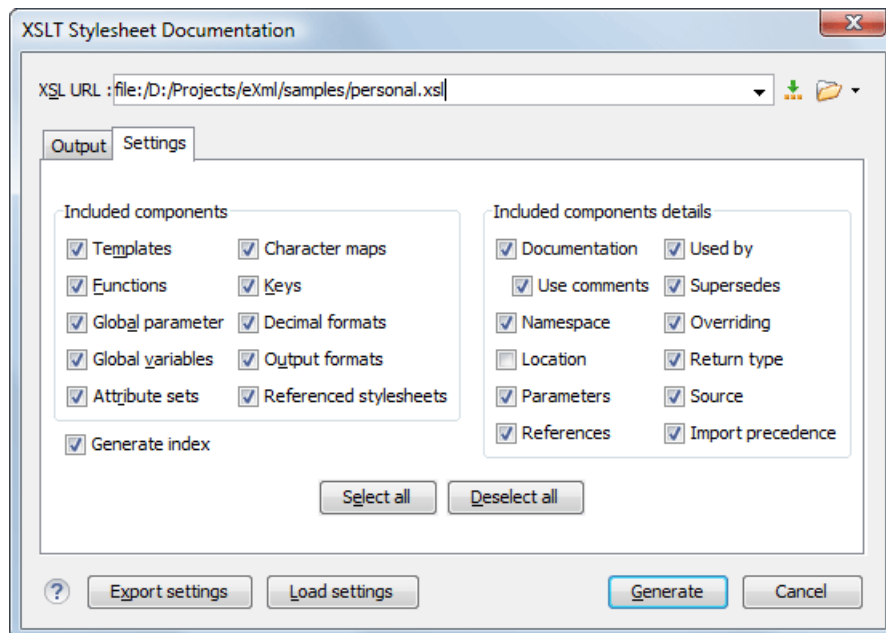 XSLT Stylesheet Documentation
XSL URL : file:/D:/Projects/eXml/samples/personal.xsl
Output Settings
Included components
Templates Character maps
Functions Keys
Global parameter Decimal formats
Global variables Output formats
Attribute sets Referenced stylesheets
Generate index
Included components details
Documentation Used by
Use comments Supersedes
Namespace Overriding
Location Return type
Parameters Source
References Import precedence
Select all Deselect all
? Export settings Load settings Generate Cancel